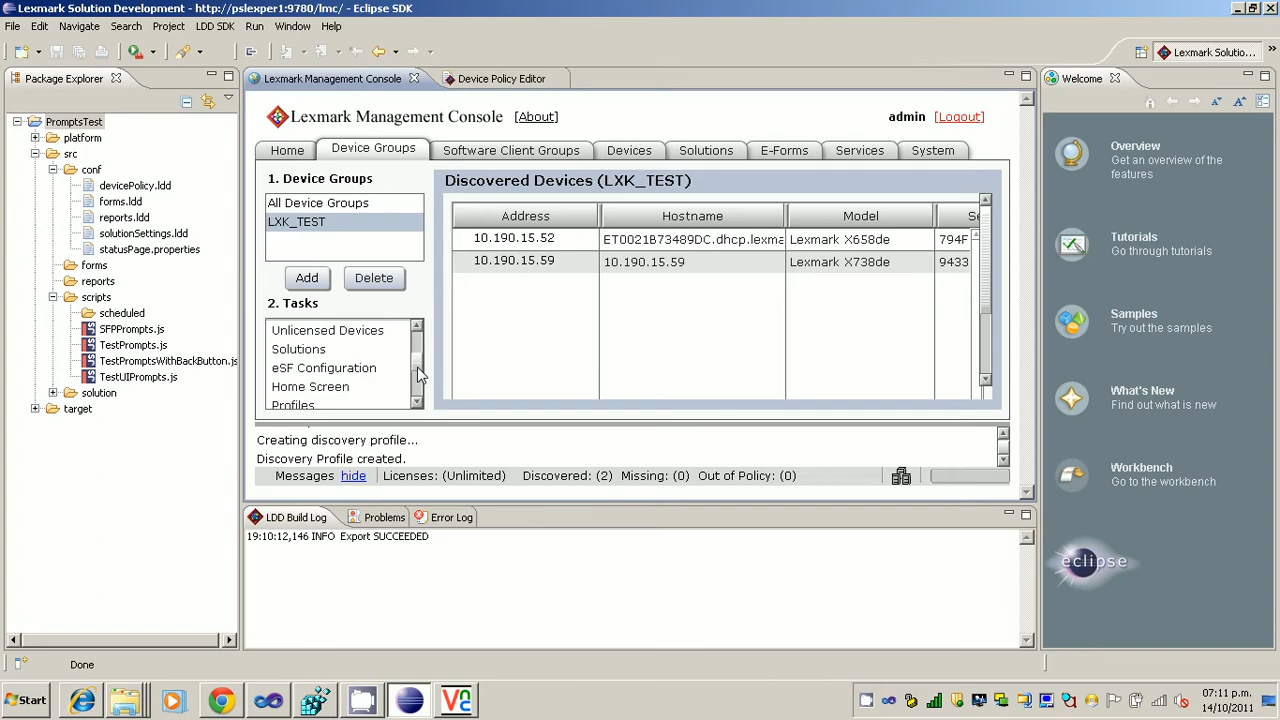 Lexmark Solution Development - http://pslexper1:9780/lmc/ - Eclipse SDK
File Edit Navigate Search Project LDD SDK Run Window Help
Lexmark Solutio...
Package Explorer
Lexmark Management Console
Device Policy Editor
Welcome
PromptsTest
platform
src
conf
devicePolicy.ldd
forms.ldd
reports.ldd
solutionSettings.ldd
statusPage.properties
forms
reports
scripts
scheduled
SFPPrompts.js
TestPrompts.js
TestPromptsWithBackButton.js
TestUIPrompts.js
solution
target
Lexmark Management Console [About]
admin [Logout]
Home Device Groups Software Client Groups Devices Solutions E-Forms Services System
1. Device Groups
All Device Groups
LXK_TEST
Add Delete
2. Tasks
Unlicensed Devices
Solutions
eSF Configuration
Home Screen
Profiles
Discovered Devices (LXK_TEST)
Address Hostname Model Se
10.190.15.52 ET0021B73489DC.dhcp.lexma Lexmark X658de 794F
10.190.15.59 10.190.15.59 Lexmark X738de 9433
Creating discovery profile...
Discovery Profile created.
Messages hide Licenses: (Unlimited) Discovered: (2) Missing: (0) Out of Policy: (0)
LDD Build Log Problems Error Log
19:10:12,146 INFO Export SUCCEEDED
Overview
Get an overview of the
features
Tutorials
Go through tutorials
Samples
Try out the samples
What's New
Find out what is new
Workbench
Go to the workbench
eclipse
Done
Start
07:11 p.m.
14/10/2011